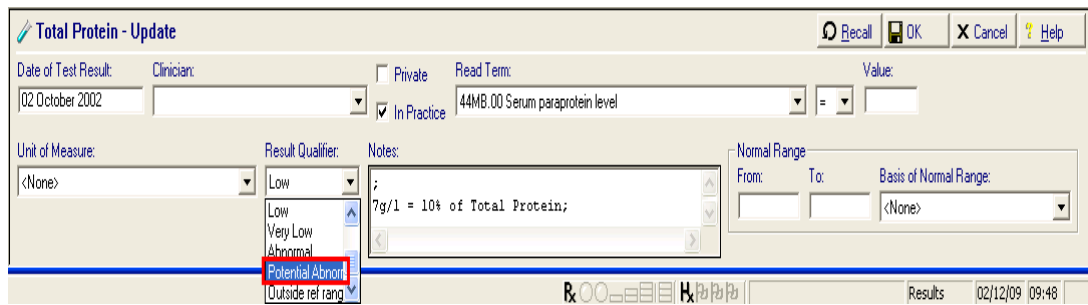 Total Protein - Update
Recall OK X Cancel Help
Date of Test Result: Clinician: Private Read Term: Value:
02 October 2002 In Practice 44MB.00 Serum paraprotein level =
Unit of Measure: Result Qualifier: Notes: Normal Range
<None> Low ; From: To: Basis of Normal Range:
7g/l = 10% of Total Protein; <None>
Low
Very Low
Abnormal
Potential Abnorr
Outside ref rang
Rx Hx Results 02/12/09 09:48